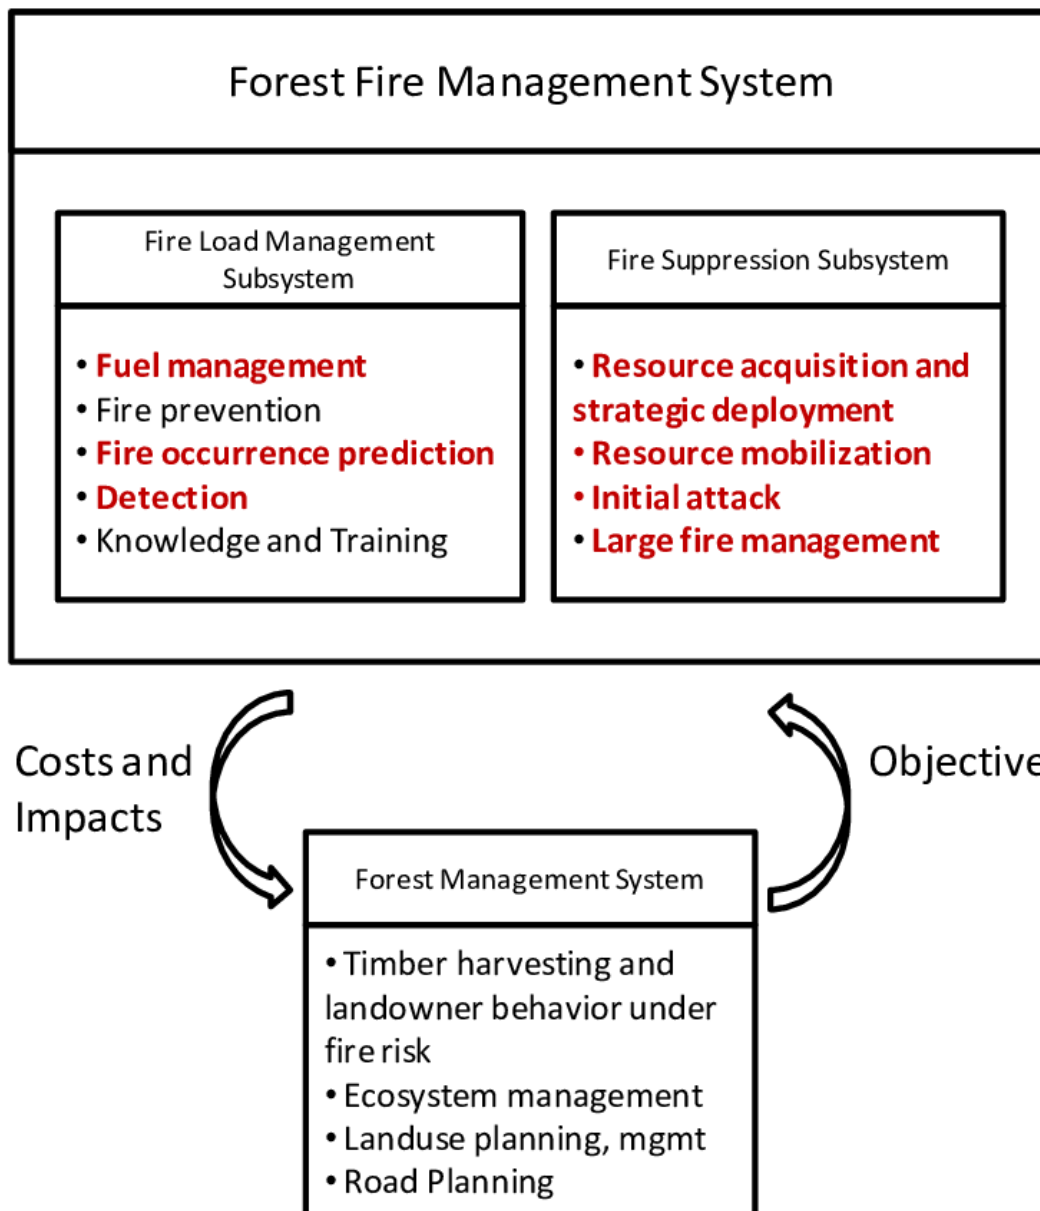 Forest Fire Management System
Fire Load Management
Subsystem
• Fuel management
• Fire prevention
• Fire occurrence prediction
• Detection
• Knowledge and Training
Fire Suppression Subsystem
• Resource acquisition and
strategic deployment
• Resource mobilization
• Initial attack
• Large fire management
Costs and
Impacts
Objective
Forest Management System
• Timber harvesting and
landowner behavior under
fire risk
• Ecosystem management
• Landuse planning, mgmt
• Road Planning